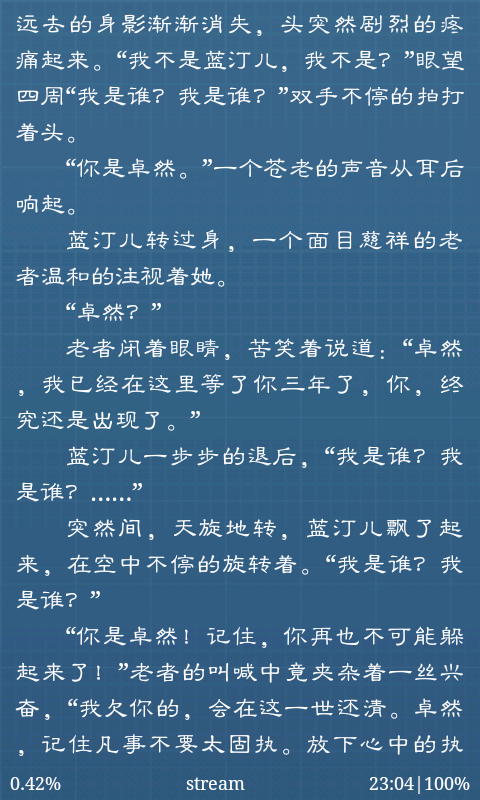 远去的身影渐渐消失，头突然剧烈的疼
痛起来。“我不是蓝汀儿，我不是？”眼望
四周“我是谁？我是谁？”双手不停的拍打
着头。
“你是卓然。”一个苍老的声音从耳后
响起。
蓝汀儿转过身，一个面目慈祥的老
者温和的注视着她。
“卓然？”
老者闭着眼睛，苦笑着说道：“卓然
，我已经在这里等了你三年了，你，终
究还是出现了。”
蓝汀儿一步步的退后，“我是谁？我
是谁？……”
突然间，天旋地转，蓝汀儿飘了起
来，在空中不停的旋转着。“我是谁？我
是谁？”
“你是卓然！记住，你再也不可能躲
起来了！”老者的叫喊中竟夹杂着一丝兴
奋，“我欠你的，会在这一世还清。卓然
，记住凡事不要太固执。放下心中的执
0.42% stream 23:04|100%